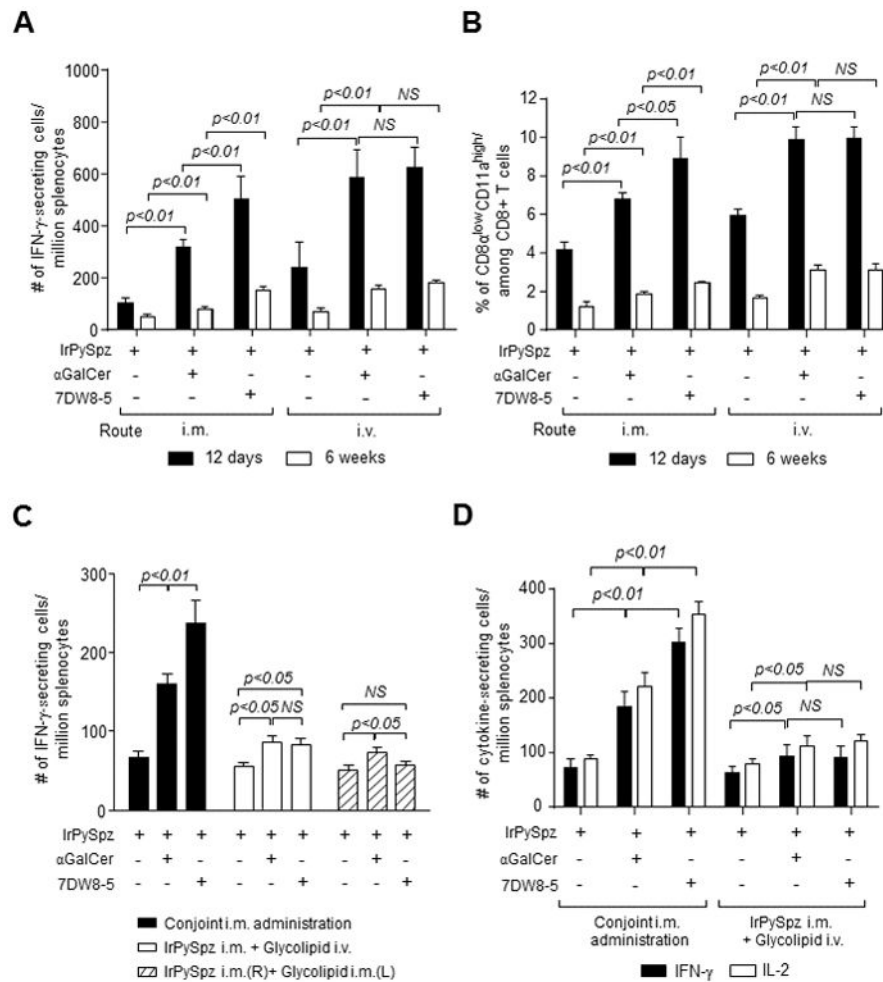 A
# of IFN-γ-secreting cells/
million splenocytes
1000
800
600
400
200
0
p<0.01
p<0.01
p<0.01
p<0.01
p<0.01
NS
p<0.01
NS
IrPySpz + + + + + +
αGalCer - + - - + -
7DW8-5 - - + - - +
Route i.m. i.v.
12 days 6 weeks
B
% of CD8α^low CD11a^high/
among CD8+ T cells
12
10
8
6
4
2
0
p<0.01
p<0.01
p<0.05
p<0.01
p<0.01
NS
p<0.01
NS
IrPySpz + + + + + +
αGalCer - + - - + -
7DW8-5 - - + - - +
Route i.m. i.v.
12 days 6 weeks
C
# of IFN-γ-secreting cells/
million splenocytes
300
200
100
0
p<0.01
p<0.05
p<0.05 NS
NS
p<0.05
IrPySpz + + + + + + + + +
αGalCer - + - - + - - + -
7DW8-5 - - + - - + - - +
Conjoint i.m. administration
IrPySpz i.m. + Glycolipid i.v.
IrPySpz i.m.(R)+ Glycolipid i.m.(L)
D
# of cytokine-secreting cells/
million splenocytes
400
300
200
100
0
p<0.01
p<0.01
p<0.05 NS
p<0.05 NS
IrPySpz + + + + + +
αGalCer - + - - + -
7DW8-5 - - + - - +
Conjoint i.m.
administration
IrPySpz i.m.
+ Glycolipid i.v.
IFN-γ IL-2